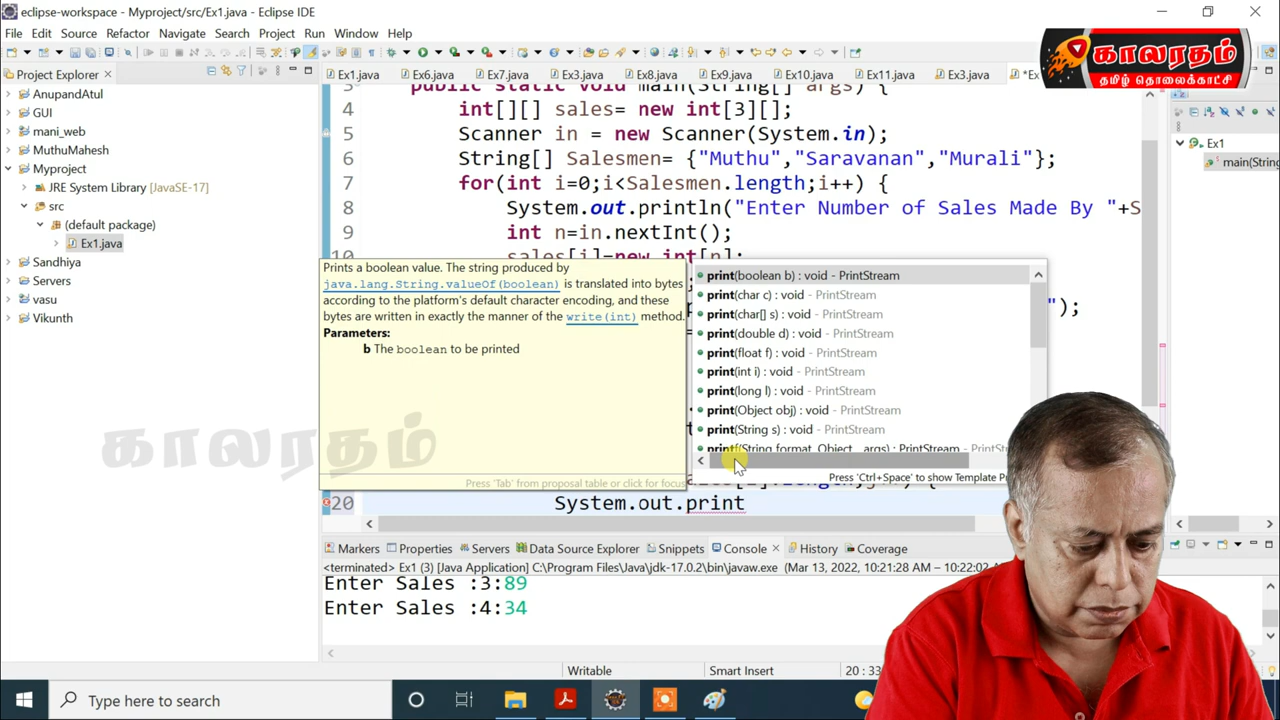 eclipse-workspace - Myproject/src/Ex1.java - Eclipse IDE
File Edit Source Refactor Navigate Search Project Run Window Help
காலரதம்
தமிழ் தொலைக்காட்சி
Project Explorer
AnupandAtul
GUI
mani_web
MuthuMahesh
Myproject
JRE System Library [JavaSE-17]
src
(default package)
Ex1.java
Sandhiya
Servers
vasu
Vikunth
Ex1.java Ex6.java Ex7.java Ex3.java Ex8.java Ex9.java Ex10.java Ex11.java Ex3.java *Ex
3 public static void main(String[] args) {
4 int[][] sales= new int[3][];
5 Scanner in = new Scanner(System.in);
6 String[] Salesmen= {"Muthu","Saravanan","Murali"};
7 for(int i=0;i<Salesmen.length;i++) {
8 System.out.println("Enter Number of Sales Made By "+S
9 int n=in.nextInt();
10 sales[i]=new int[n];
");
20 System.out.print
Prints a boolean value. The string produced by
java.lang.String.valueOf(boolean) is translated into bytes
according to the platform's default character encoding, and these
bytes are written in exactly the manner of the write(int) method.
Parameters:
b The boolean to be printed
Press 'Tab' from proposal table or click for focus
print(boolean b) : void - PrintStream
print(char c) : void - PrintStream
print(char[] s) : void - PrintStream
print(double d) : void - PrintStream
print(float f) : void - PrintStream
print(int i) : void - PrintStream
print(long l) : void - PrintStream
print(Object obj) : void - PrintStream
print(String s) : void - PrintStream
printf(String format, Object... args) : PrintStream - PrintStream
Press 'Ctrl+Space' to show Template
Ex1
main(String
காலரதம்
Markers Properties Servers Data Source Explorer Snippets Console History Coverage
<terminated> Ex1 (3) [Java Application] C:\Program Files\Java\jdk-17.0.2\bin\javaw.exe (Mar 13, 2022, 10:21:28 AM – 10:22:02
Enter Sales :3:89
Enter Sales :4:34
Writable Smart Insert 20 : 33
Type here to search